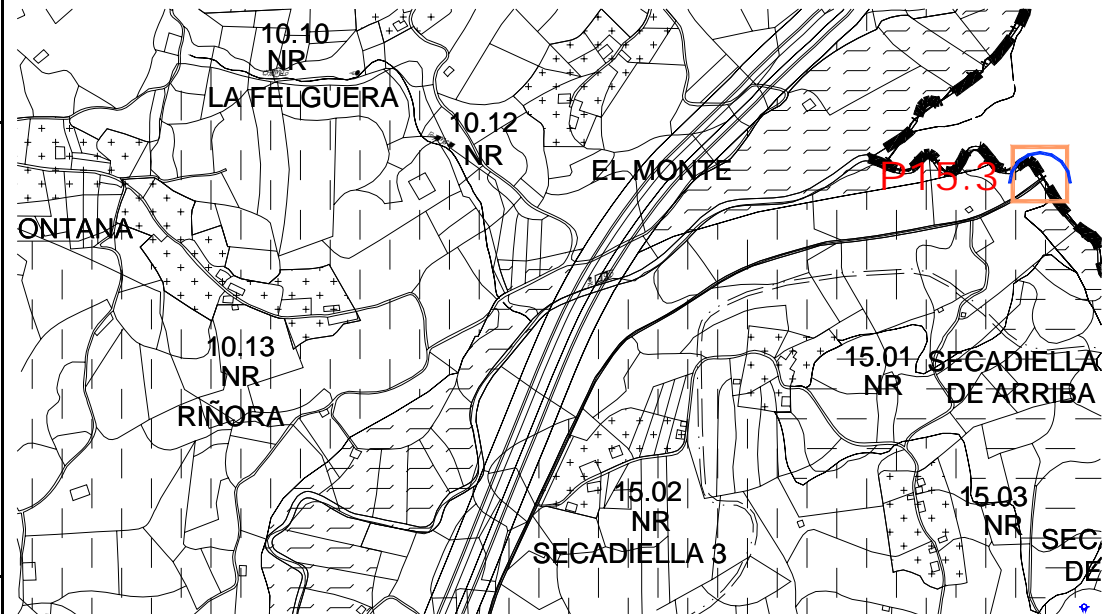 10.10
NR
LA FELGUERA
10.12
NR
EL MONTE
P15.3
ONTANA
10.13
NR
RIÑORA
15.01
NR
SECADIELLA
DE ARRIBA
15.02
NR
SECADIELLA 3
15.03
NR
SECA
DE